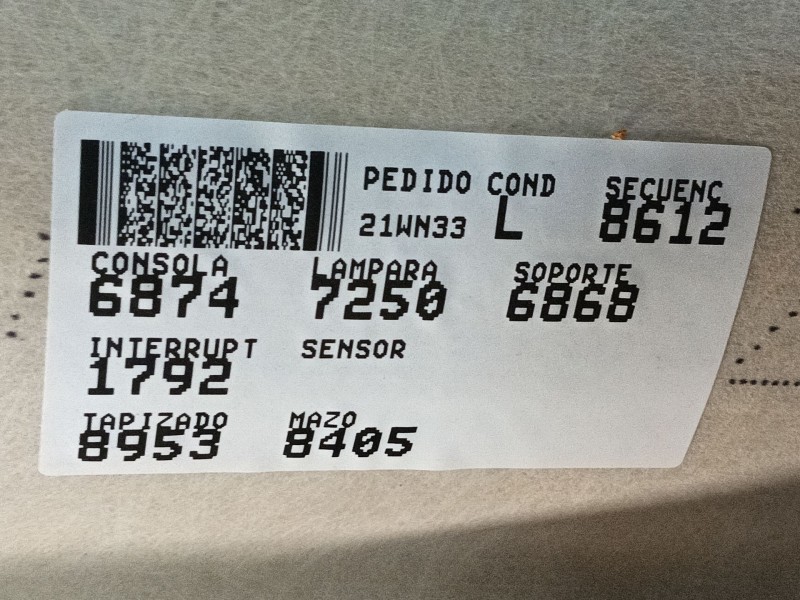 PEDIDO COND SECUENC
21WN33 L 8612
CONSOLA LAMPARA SOPORTE
6874 7250 6868
INTERRUPT SENSOR
1792
TAPIZADO MAZO
8953 8405